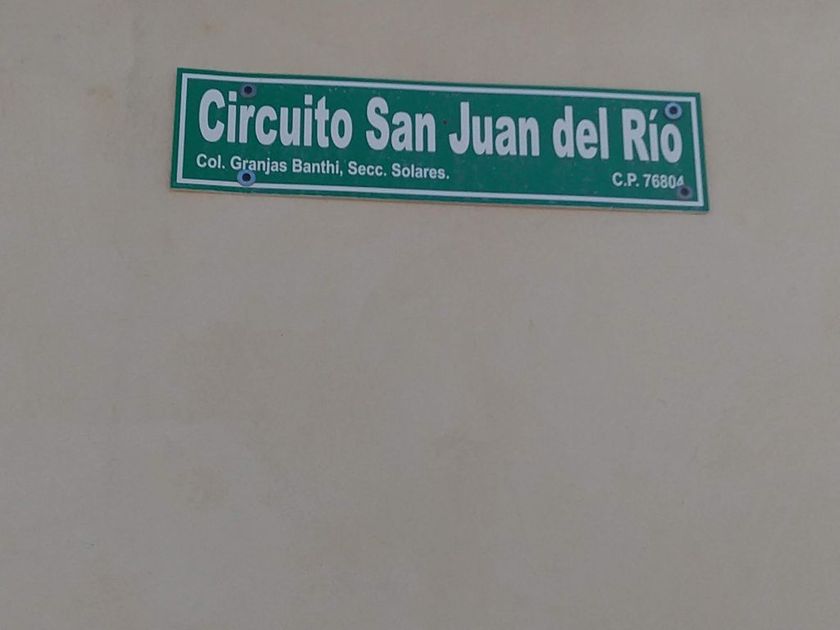 Circuito San Juan del Río
Col. Granjas Banthi, Secc. Solares.
C.P. 76804